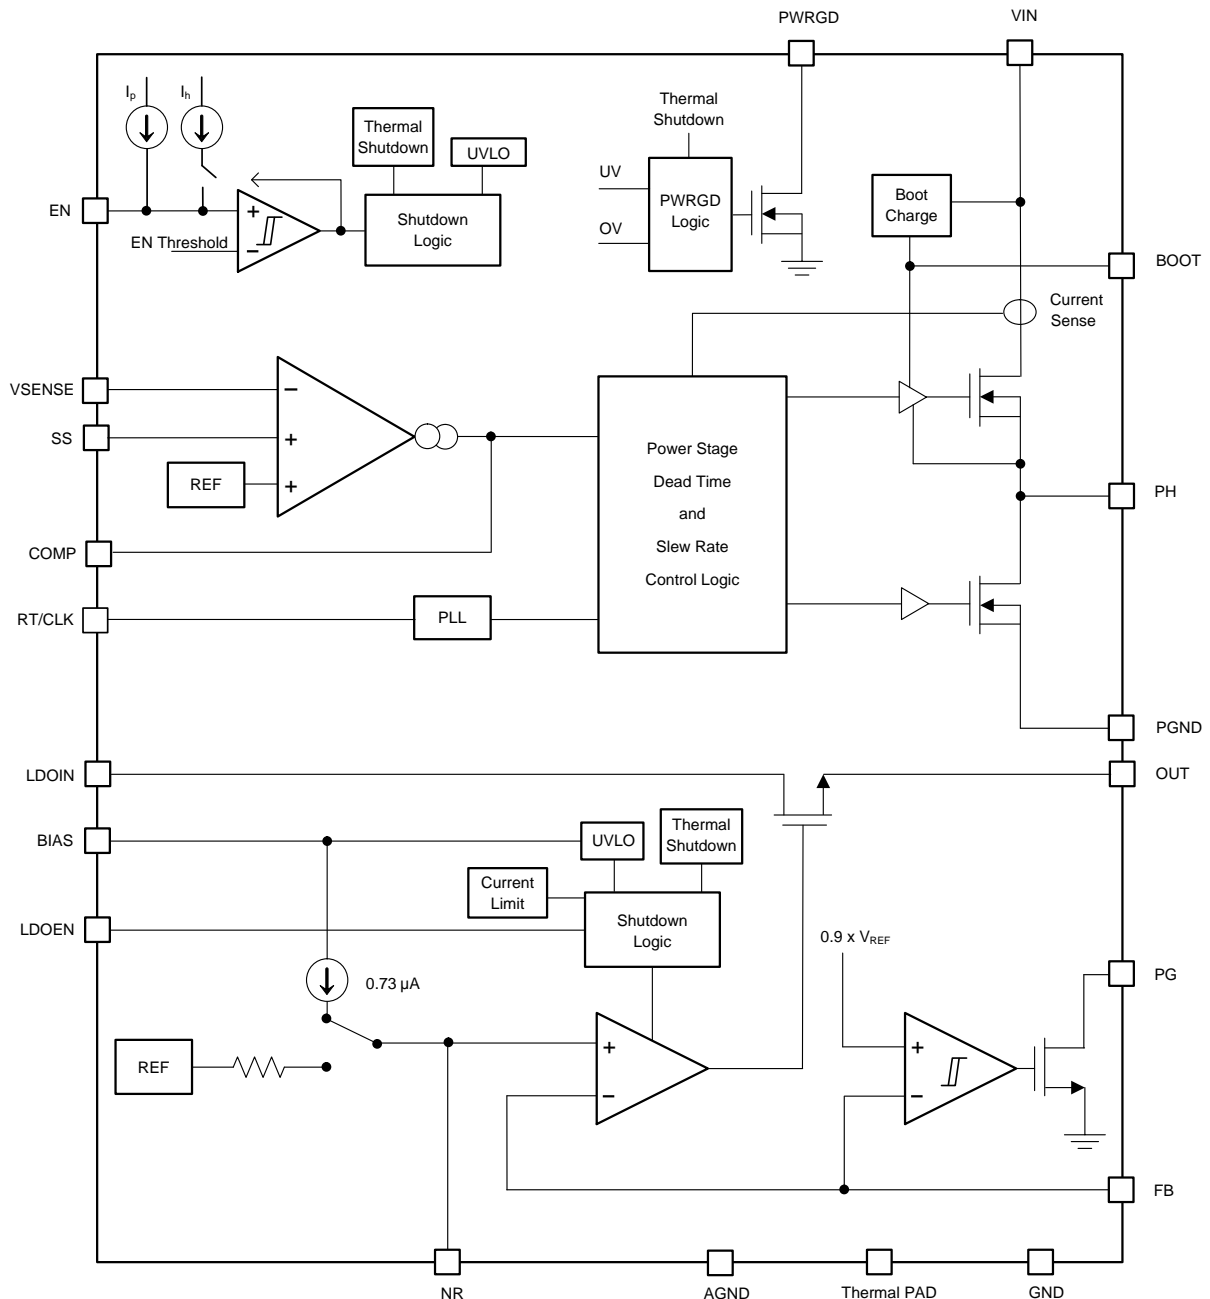 PWRGD
VIN
Ip
Ih
Thermal
Shutdown
UVLO
Thermal
Shutdown
UV
OV
PWRGD
Logic
Boot
Charge
EN
+
EN Threshold
−
Shutdown
Logic
BOOT
Current
Sense
VSENSE
−
SS
+
REF
+
Power Stage
Dead Time
and
Slew Rate
Control Logic
PH
COMP
RT/CLK
PLL
PGND
LDOIN
OUT
BIAS
UVLO
Thermal
Shutdown
Current
Limit
LDOEN
Shutdown
Logic
0.9 x VREF
PG
0.73 µA
+
+
REF
−
−
FB
NR
AGND
Thermal PAD
GND